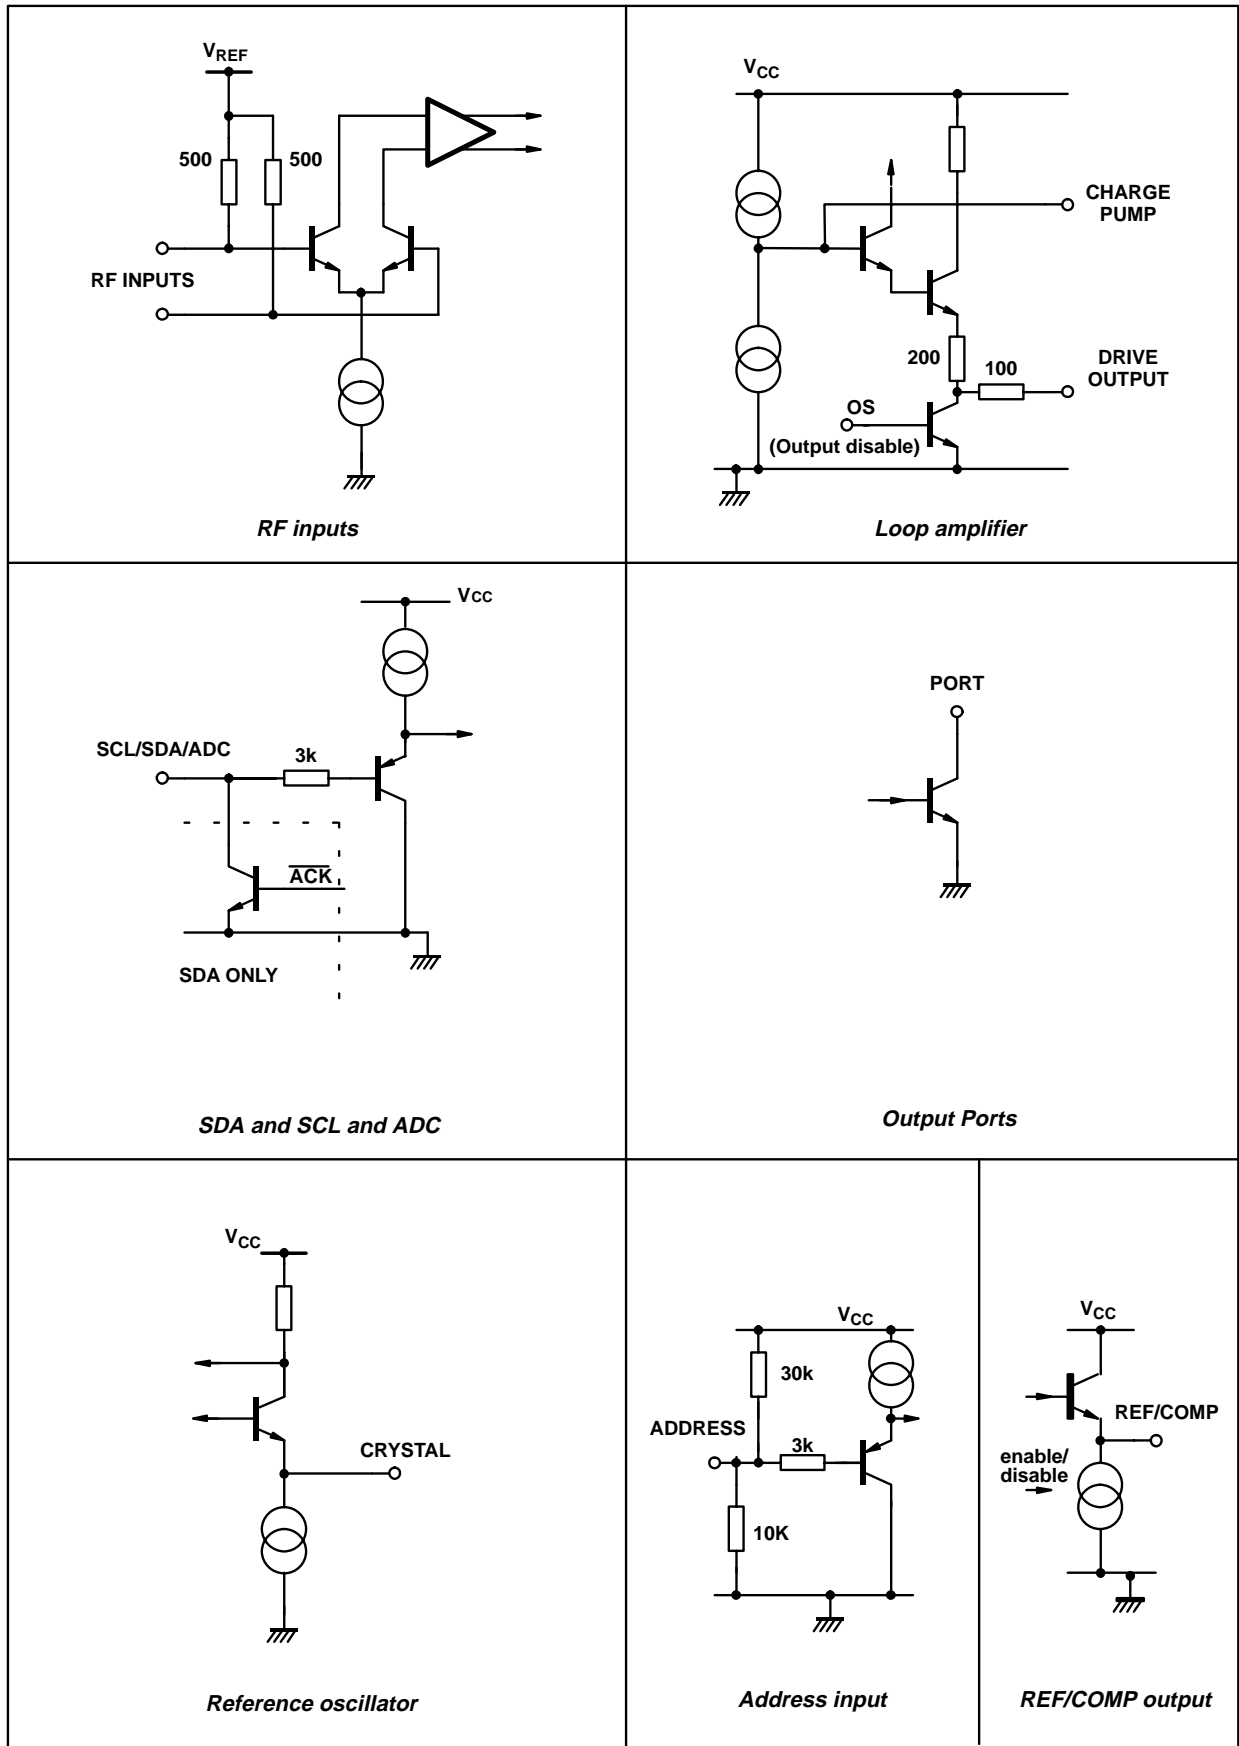 VREF
500
500
RF INPUTS
RF inputs
VCC
CHARGE
PUMP
200
100
DRIVE
OUTPUT
OS
(Output disable)
Loop amplifier
VCC
SCL/SDA/ADC
3k
ACK
SDA ONLY
SDA and SCL and ADC
PORT
Output Ports
VCC
CRYSTAL
Reference oscillator
VCC
30k
ADDRESS
3k
10K
Address input
VCC
REF/COMP
enable/
disable
REF/COMP output